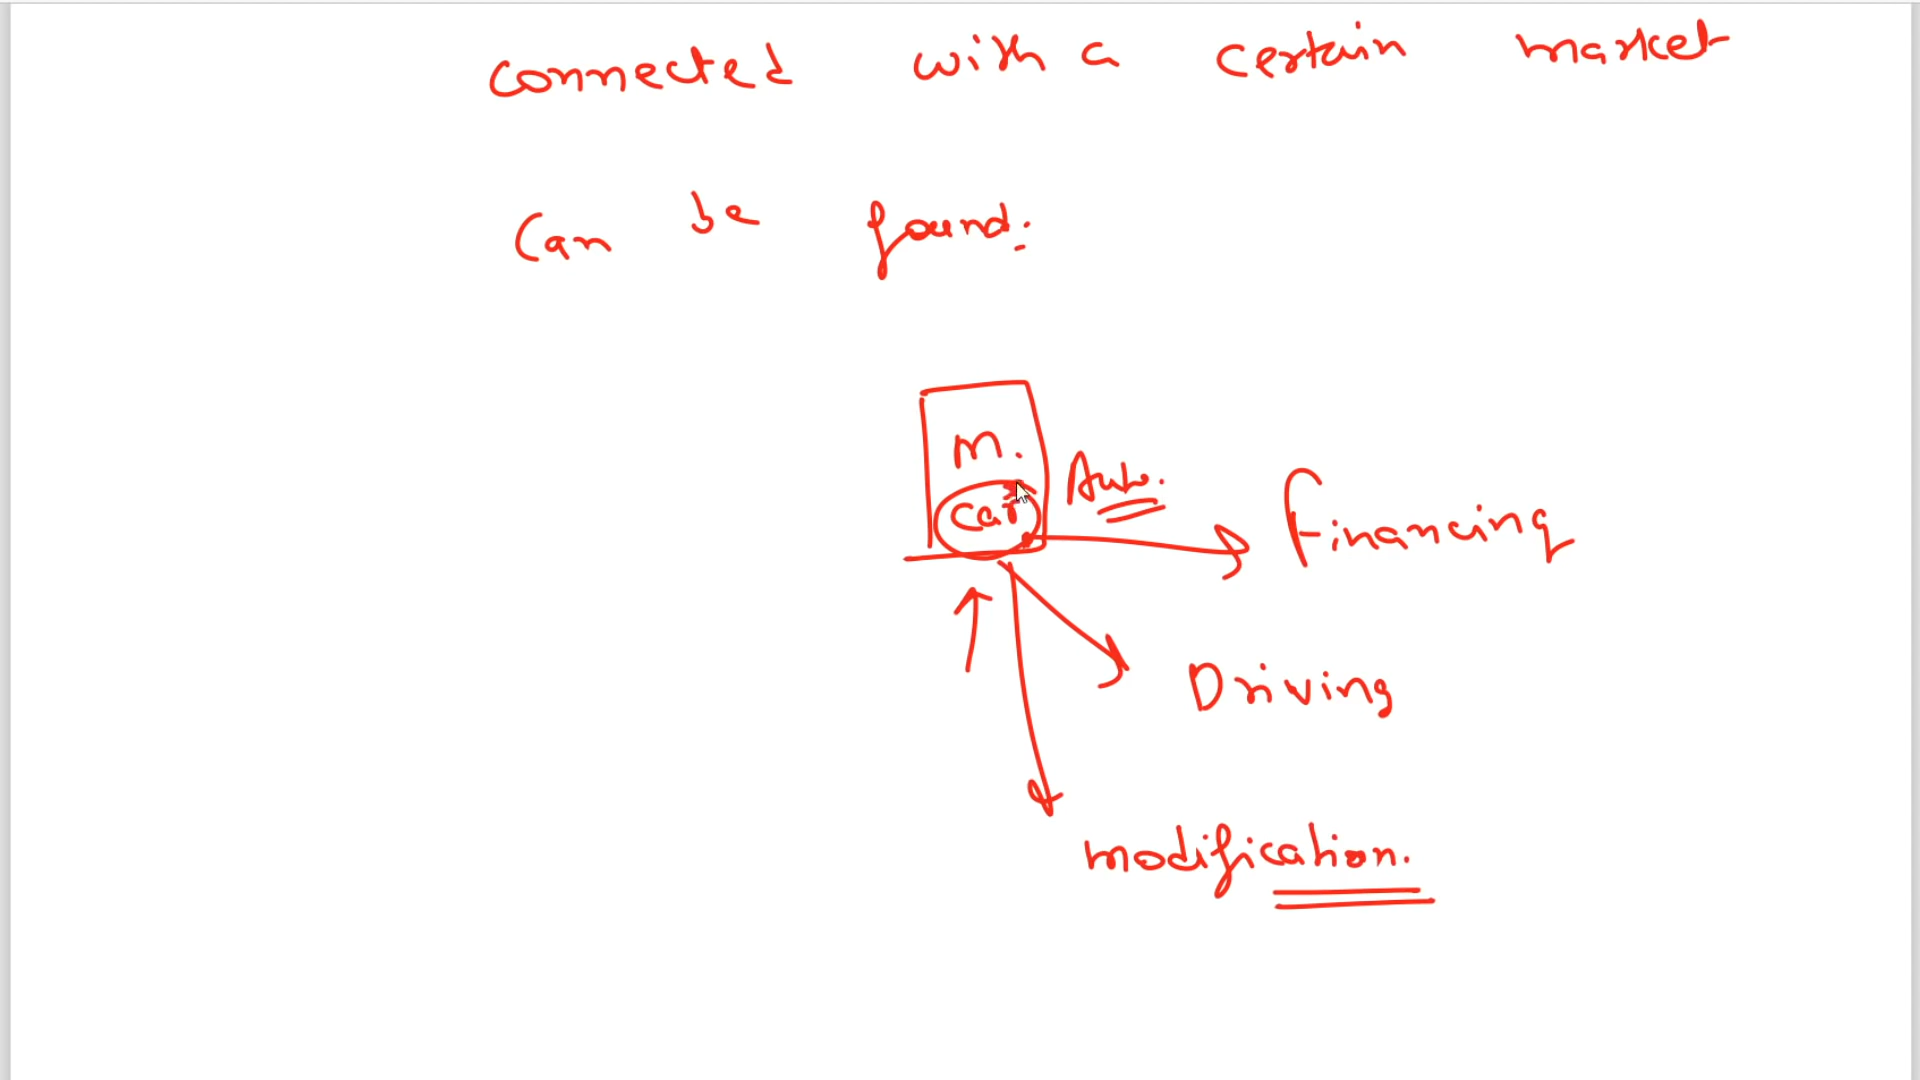 connected with a certain market
can be found:
m.
car
Auto.
Financing
Driving
modification.